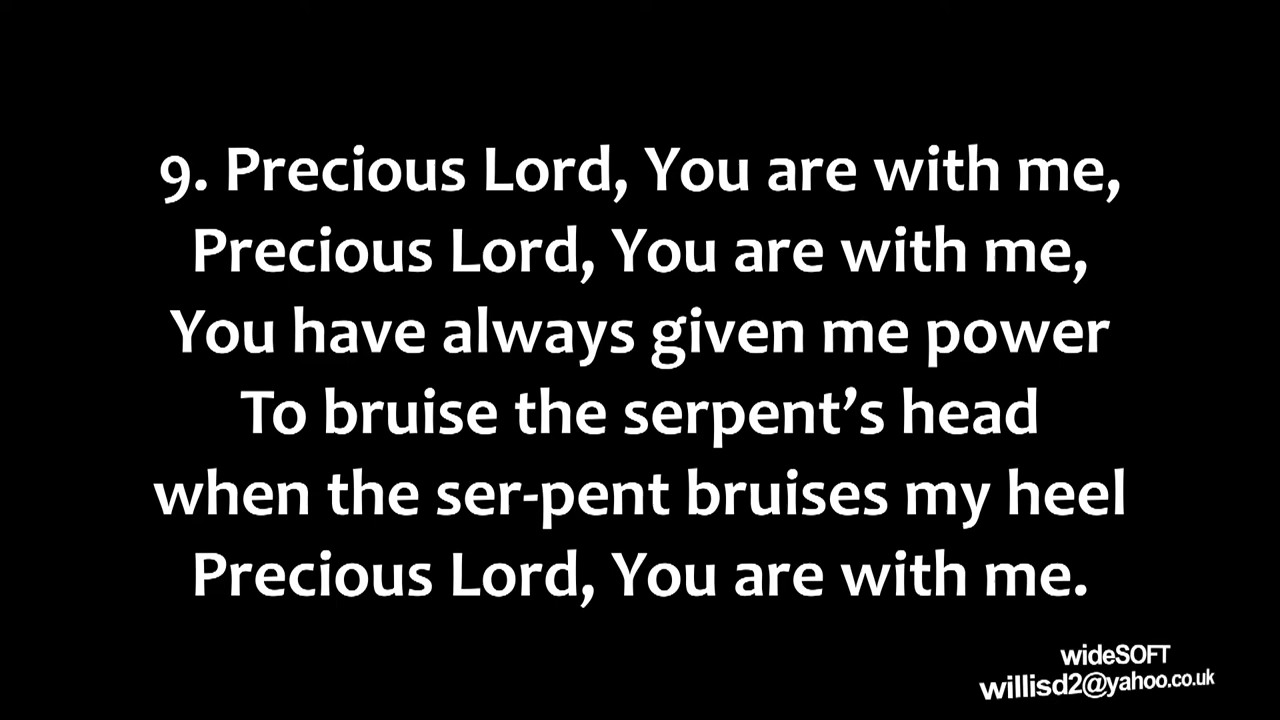 9. Precious Lord, You are with me,
Precious Lord, You are with me,
You have always given me power
To bruise the serpent’s head
when the ser-pent bruises my heel
Precious Lord, You are with me.
wideSOFT
willisd2@yahoo.co.uk